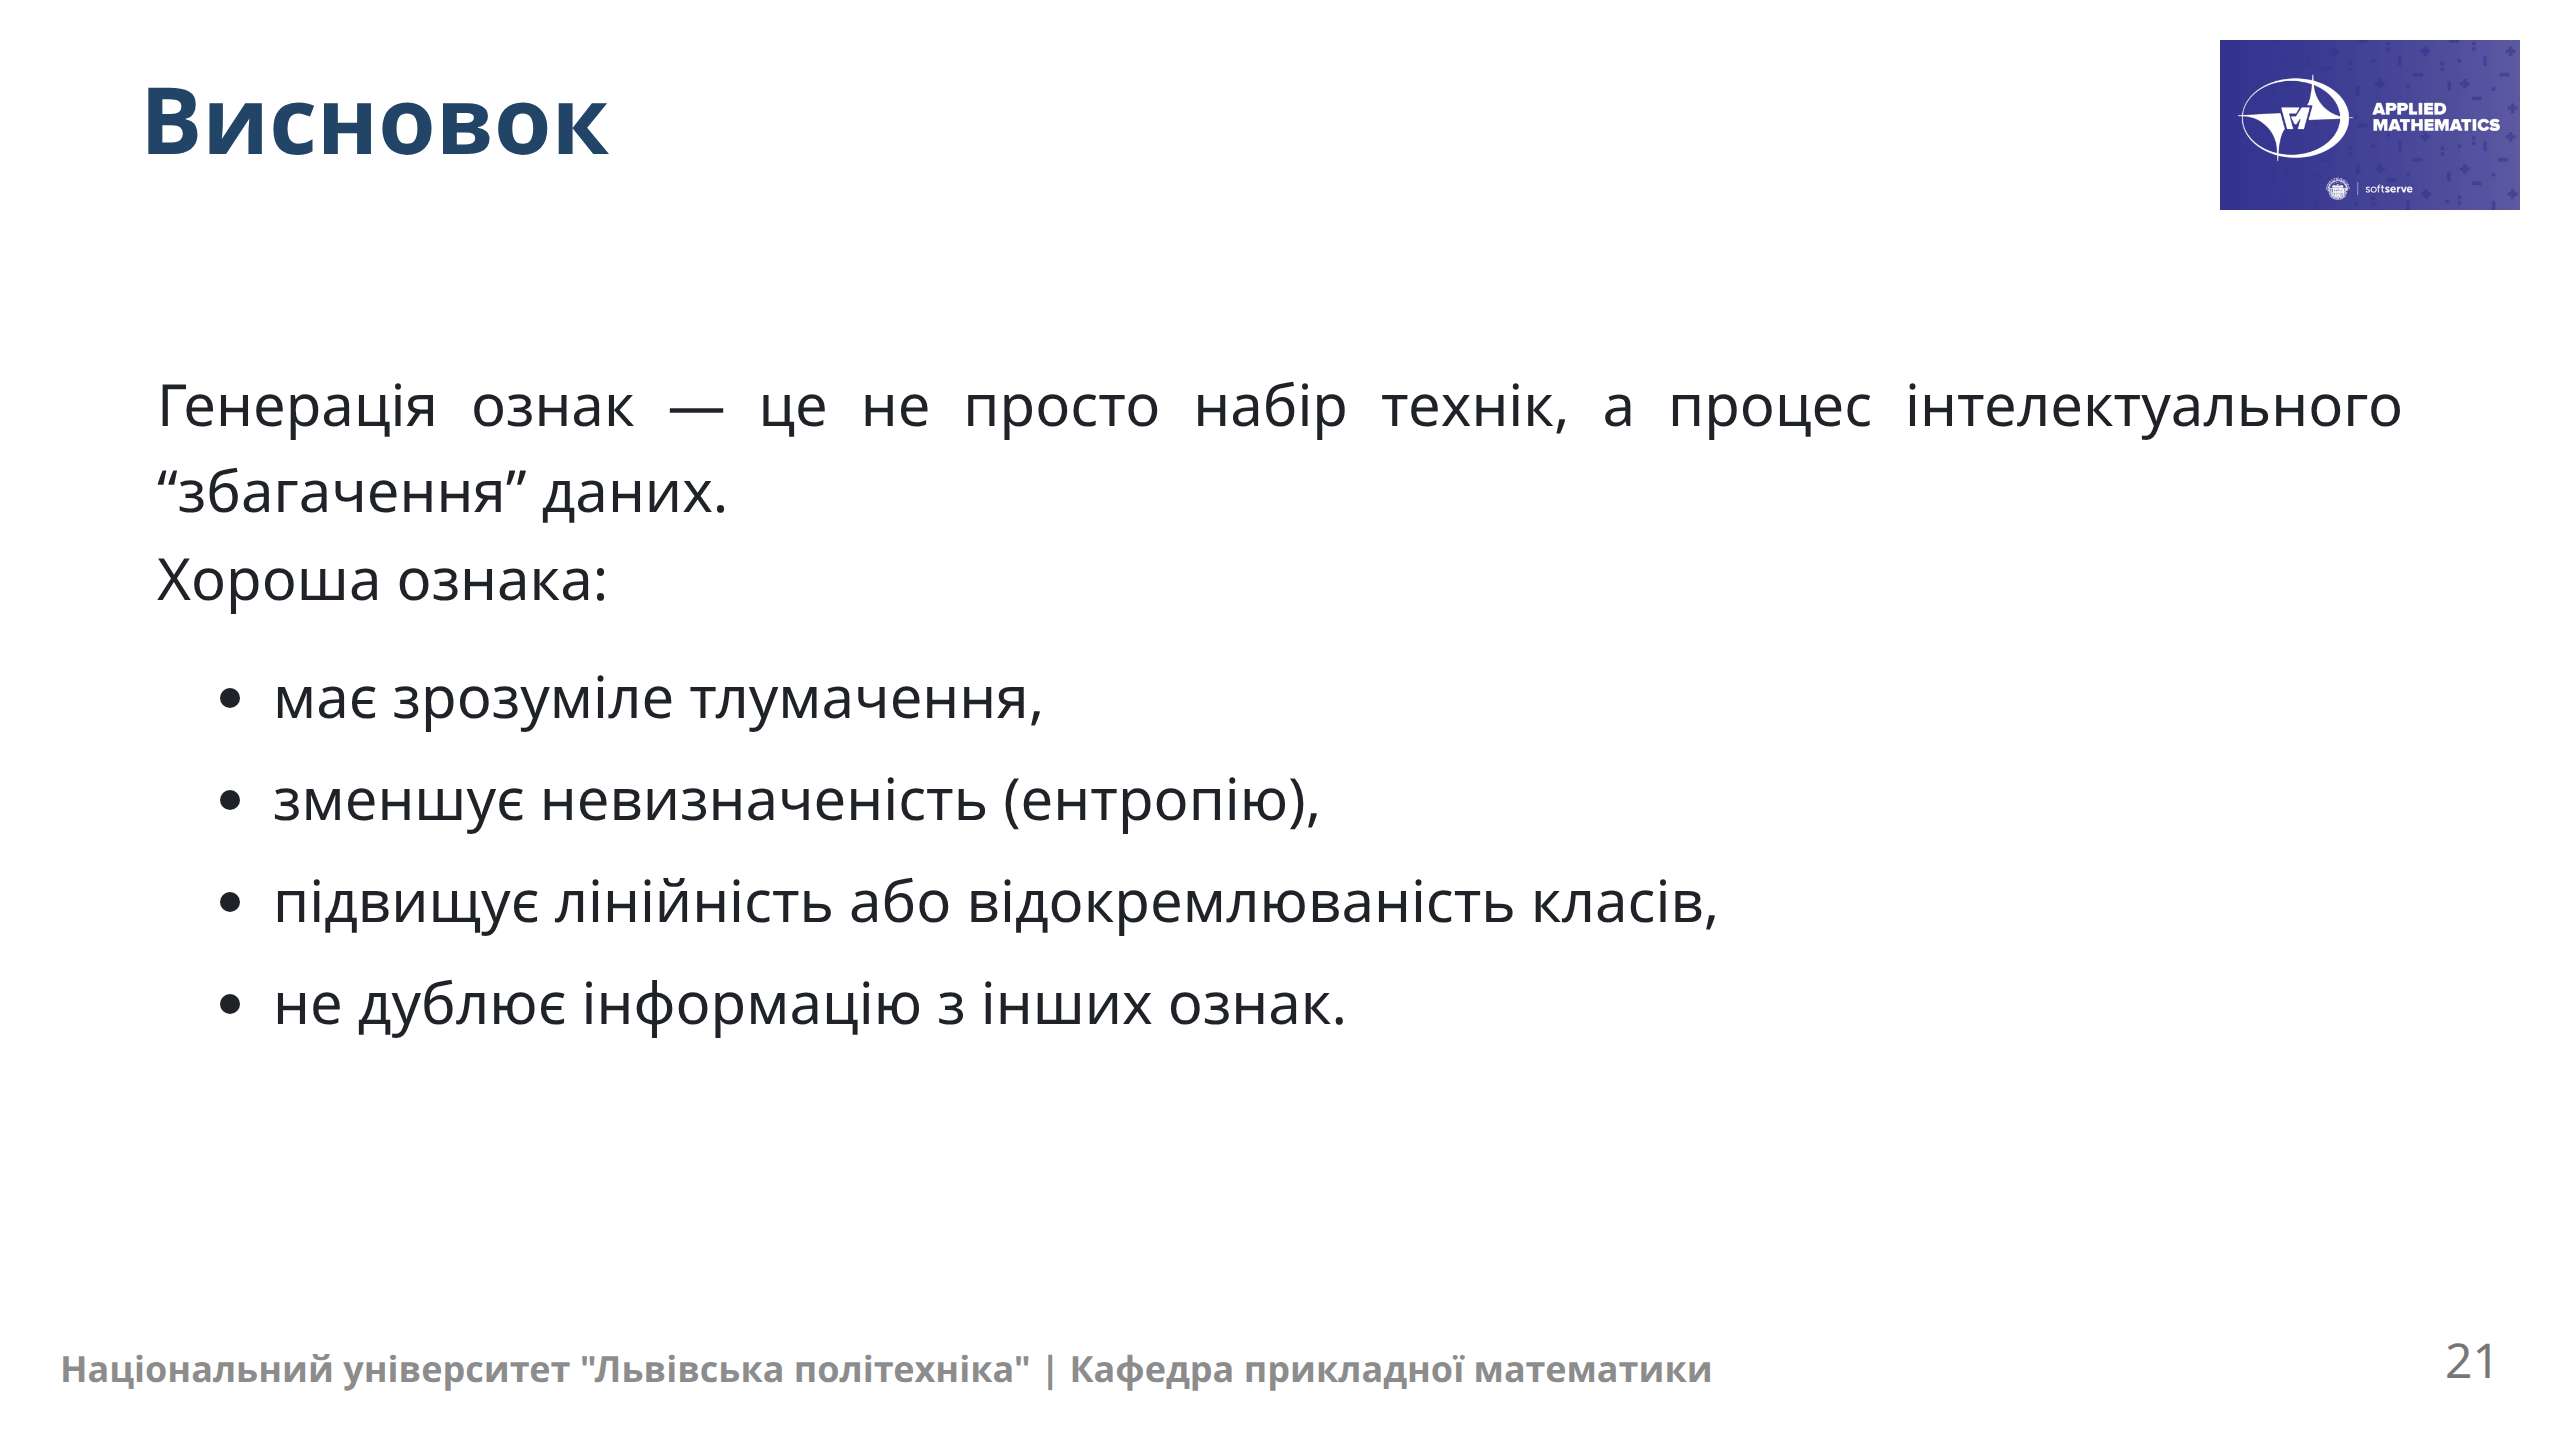 Висновок
APPLIED
MATHEMATICS
softserve
Генерація ознак — це не просто набір технік, а процес інтелектуального
“збагачення” даних.
Хороша ознака:
• має зрозуміле тлумачення,
• зменшує невизначеність (ентропію),
• підвищує лінійність або відокремлюваність класів,
• не дублює інформацію з інших ознак.
Національний університет "Львівська політехніка" | Кафедра прикладної математики
21